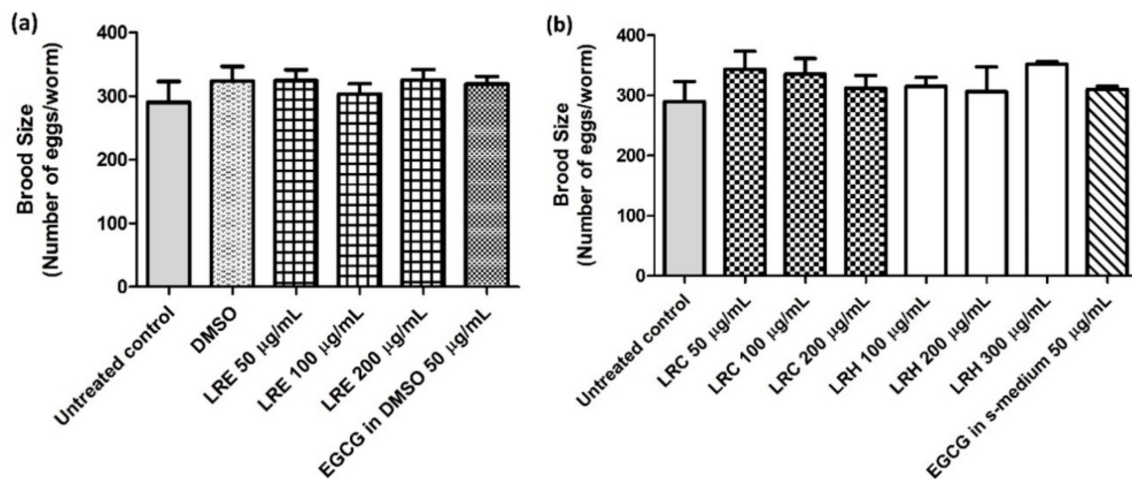 (a)
Brood Size
(Number of eggs/worm)
400
300
200
100
0
Untreated control
DMSO
LRE 50 µg/mL
LRE 100 µg/mL
LRE 200 µg/mL
EGCG in DMSO 50 µg/mL
(b)
Brood Size
(Number of eggs/worm)
400
300
200
100
0
Untreated control
LRC 50 µg/mL
LRC 100 µg/mL
LRC 200 µg/mL
LRH 100 µg/mL
LRH 200 µg/mL
LRH 300 µg/mL
EGCG in s-medium 50 µg/mL